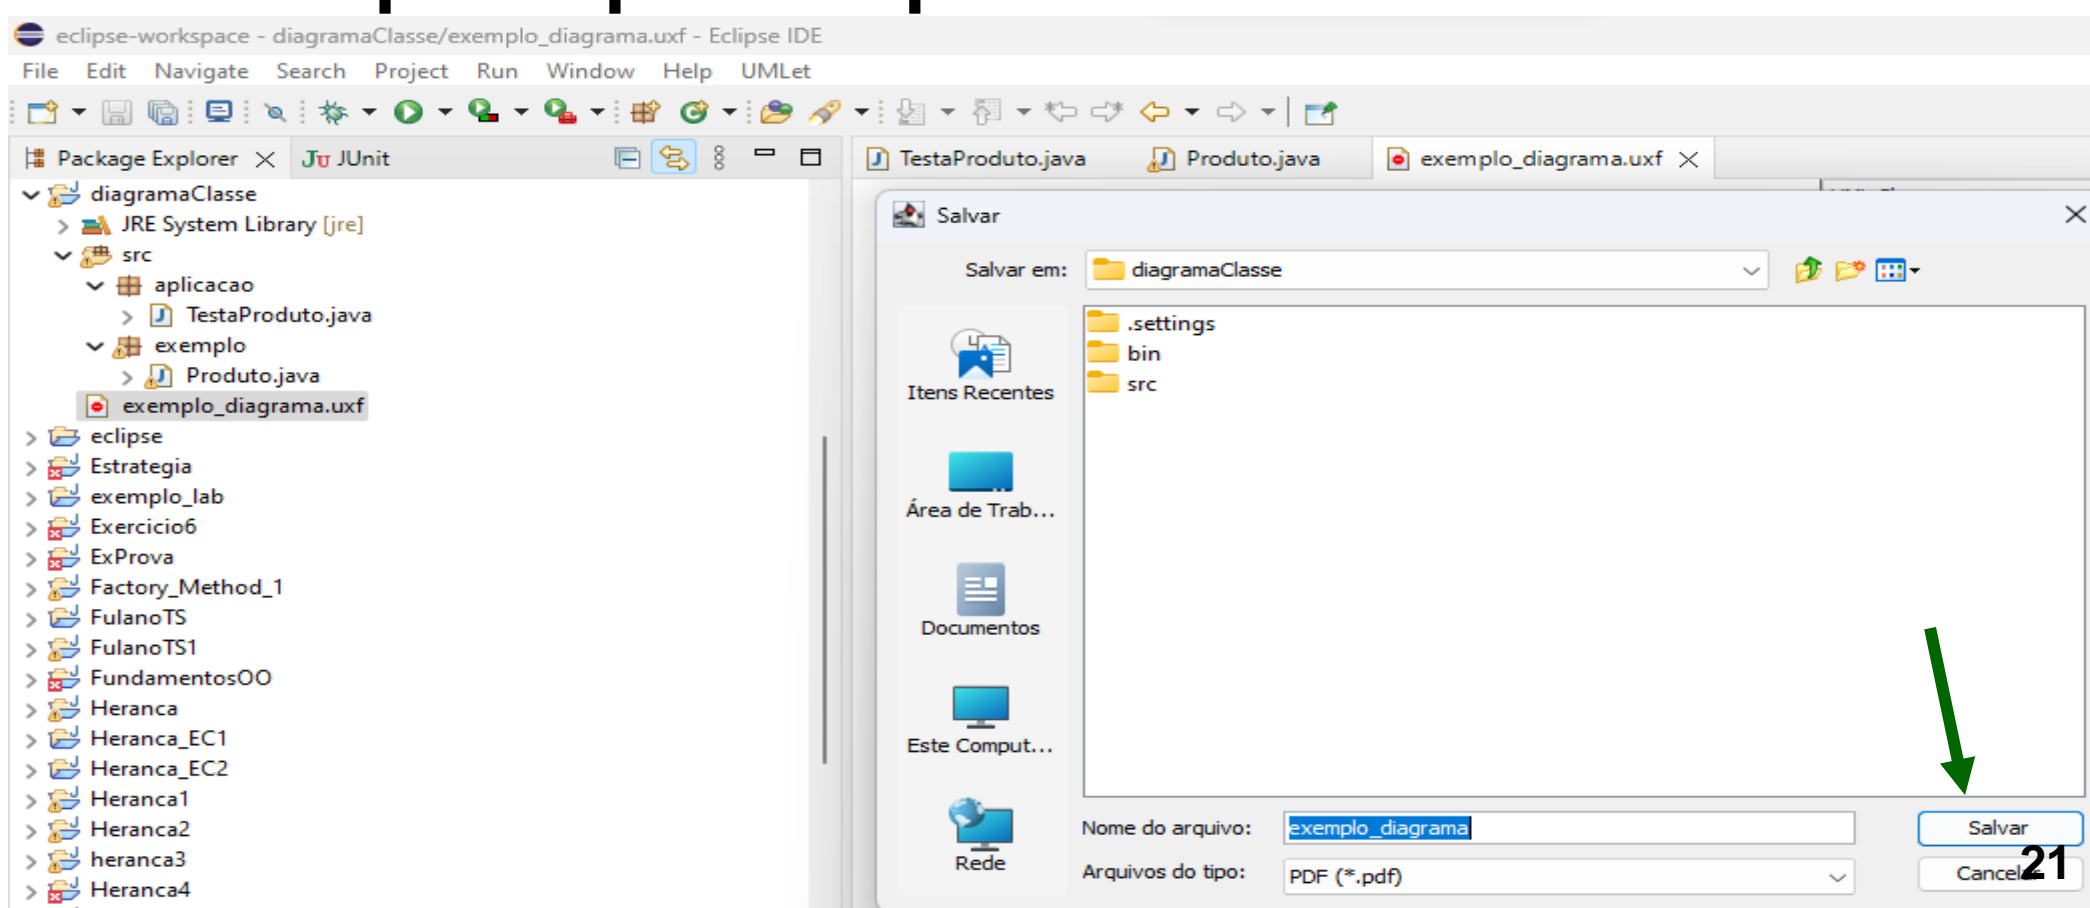 eclipse-workspace - diagramaClasse/exemplo_diagrama.uxf - Eclipse IDE
File Edit Navigate Search Project Run Window Help UMLet
Package Explorer JUnit
TestaProduto.java Produto.java exemplo_diagrama.uxf
diagramaClasse
JRE System Library [jre]
src
aplicacao
TestaProduto.java
exemplo
Produto.java
exemplo_diagrama.uxf
eclipse
Estrategia
exemplo_lab
Exercicio6
ExProva
Factory_Method_1
FulanoTS
FulanoTS1
FundamentosOO
Heranca
Heranca_EC1
Heranca_EC2
Heranca1
Heranca2
heranca3
Heranca4
Salvar
Salvar em: diagramaClasse
.settings
bin
src
Itens Recentes
Área de Trab...
Documentos
Este Comput...
Rede
Nome do arquivo: exemplo_diagrama Salvar
Arquivos do tipo: PDF (*.pdf) Cancelar
21